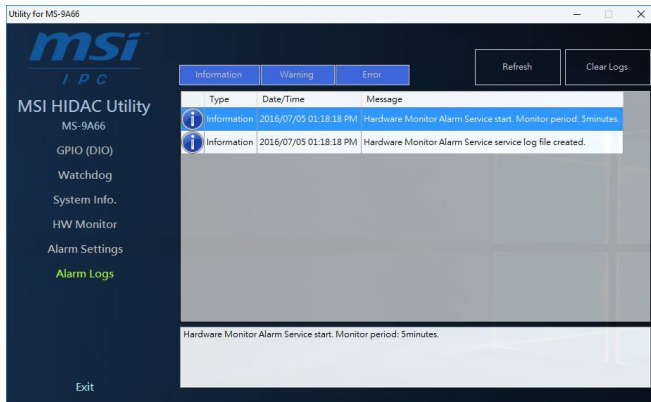 Utility for MS-9A66
msi
IPC
MSI HIDAC Utility
MS-9A66
GPIO (DIO)
Watchdog
System Info.
HW Monitor
Alarm Settings
Alarm Logs
Exit
Information Warning Error
Refresh Clear Logs
Type Date/Time Message
Information 2016/07/05 01:18:18 PM Hardware Monitor Alarm Service start. Monitor period: 5minutes.
Information 2016/07/05 01:18:18 PM Hardware Monitor Alarm Service service log file created.
Hardware Monitor Alarm Service start. Monitor period: 5minutes.